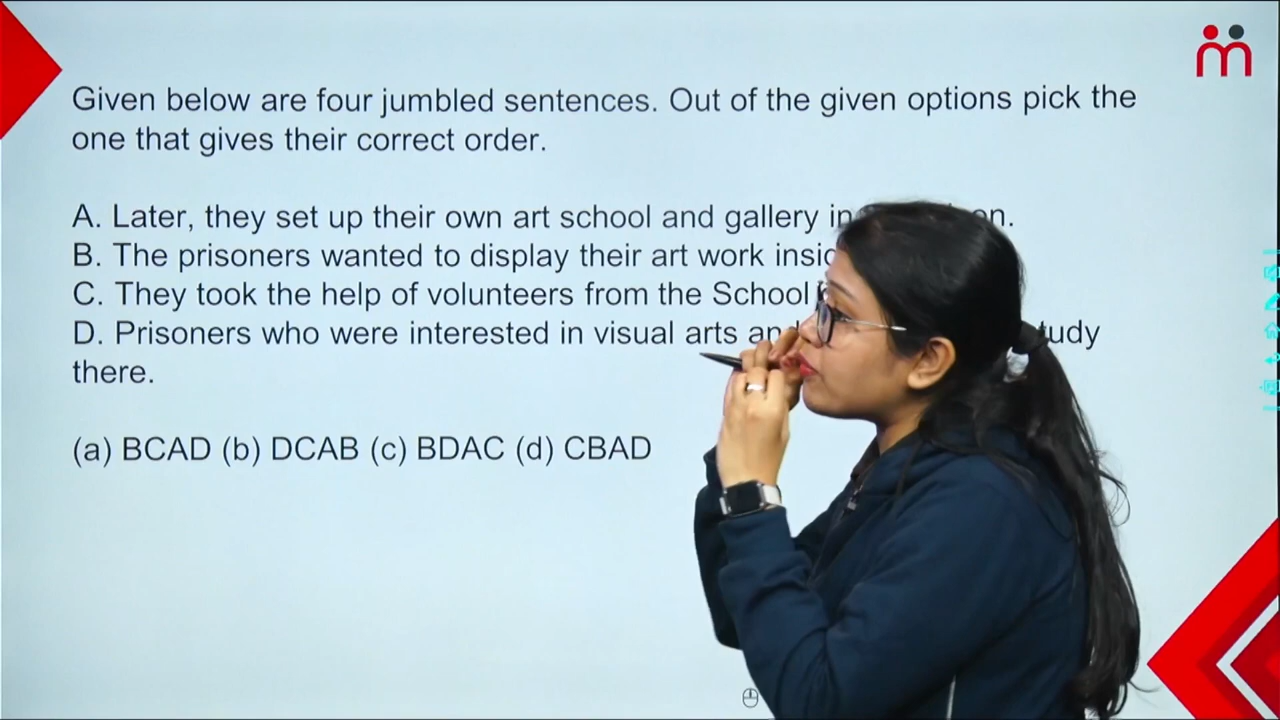 Given below are four jumbled sentences. Out of the given options pick the
one that gives their correct order.
A. Later, they set up their own art school and gallery in
B. The prisoners wanted to display their art work
C. They took the help of volunteers from the School
D. Prisoners who were interested in visual arts
there.
(a) BCAD (b) DCAB (c) BDAC (d) CBAD